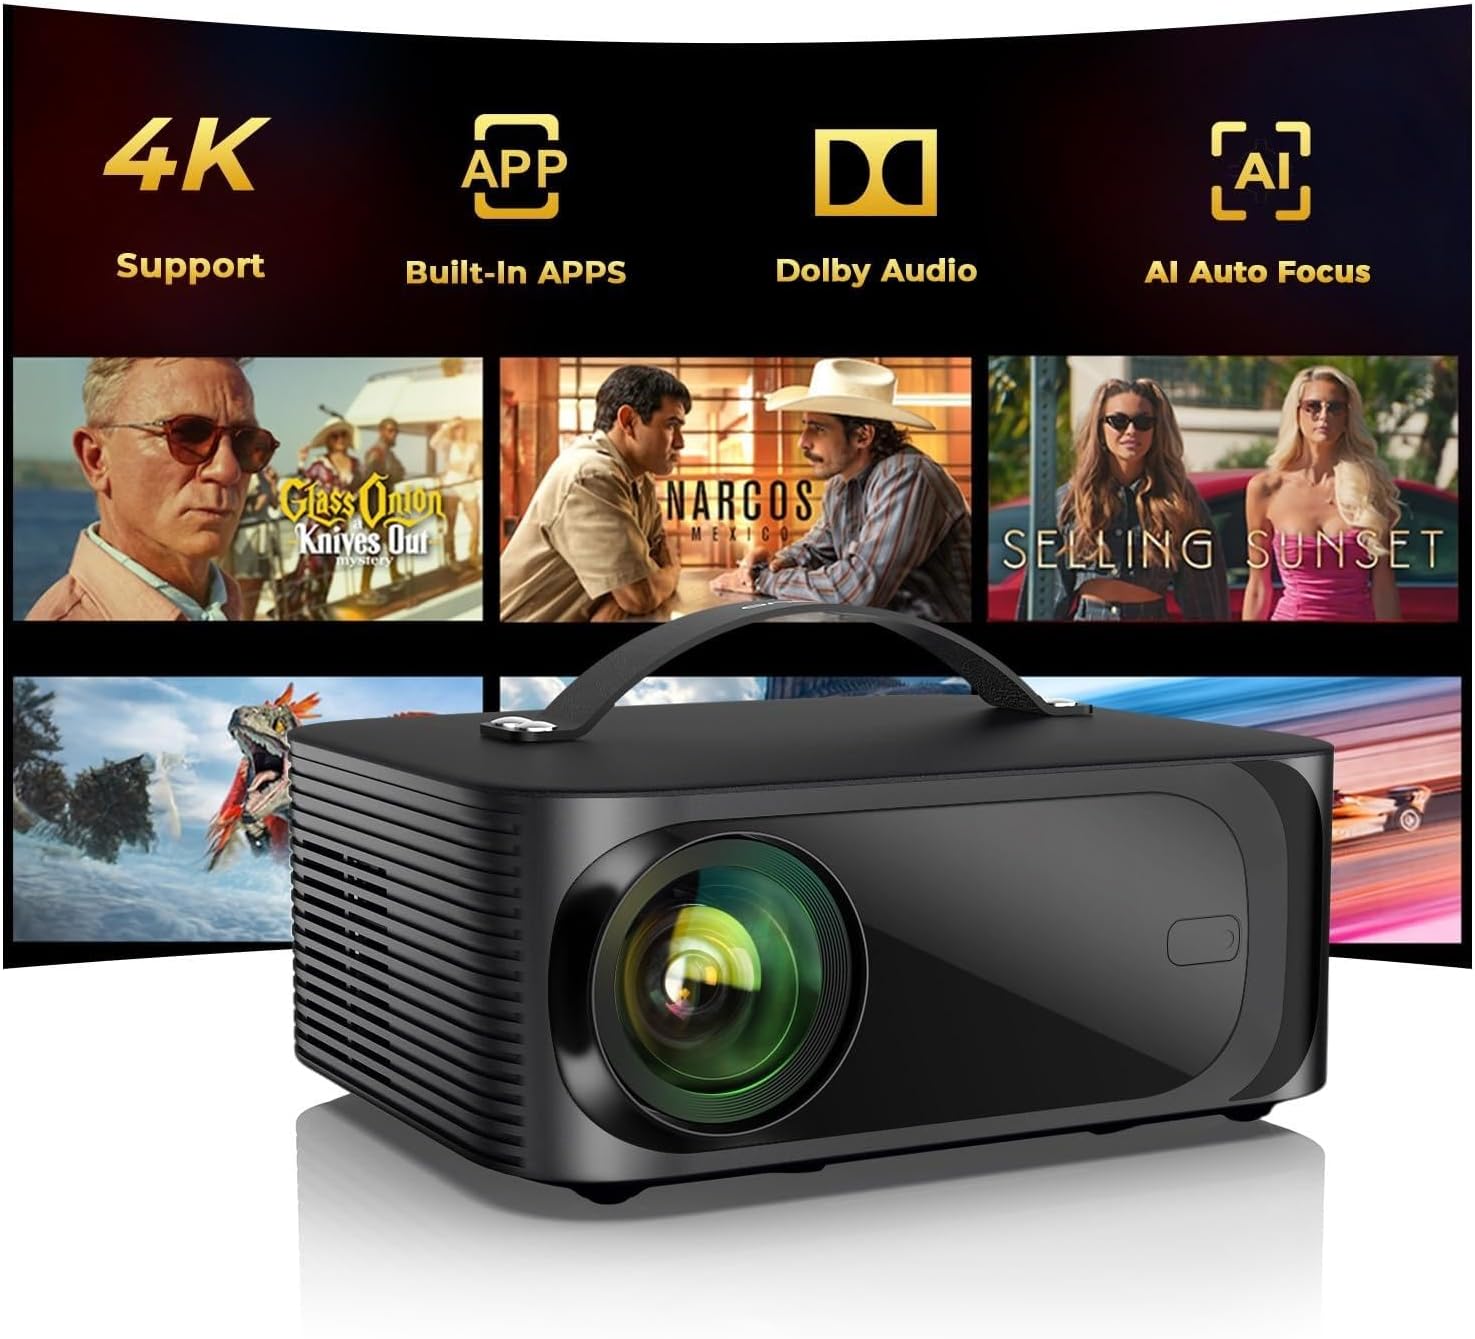 4K
APP
AI
Support
Built-In APPS
Dolby Audio
AI Auto Focus
Glass Onion
a
Knives Out
mystery
NARCOS
MEXICO
SELLING SUNSET